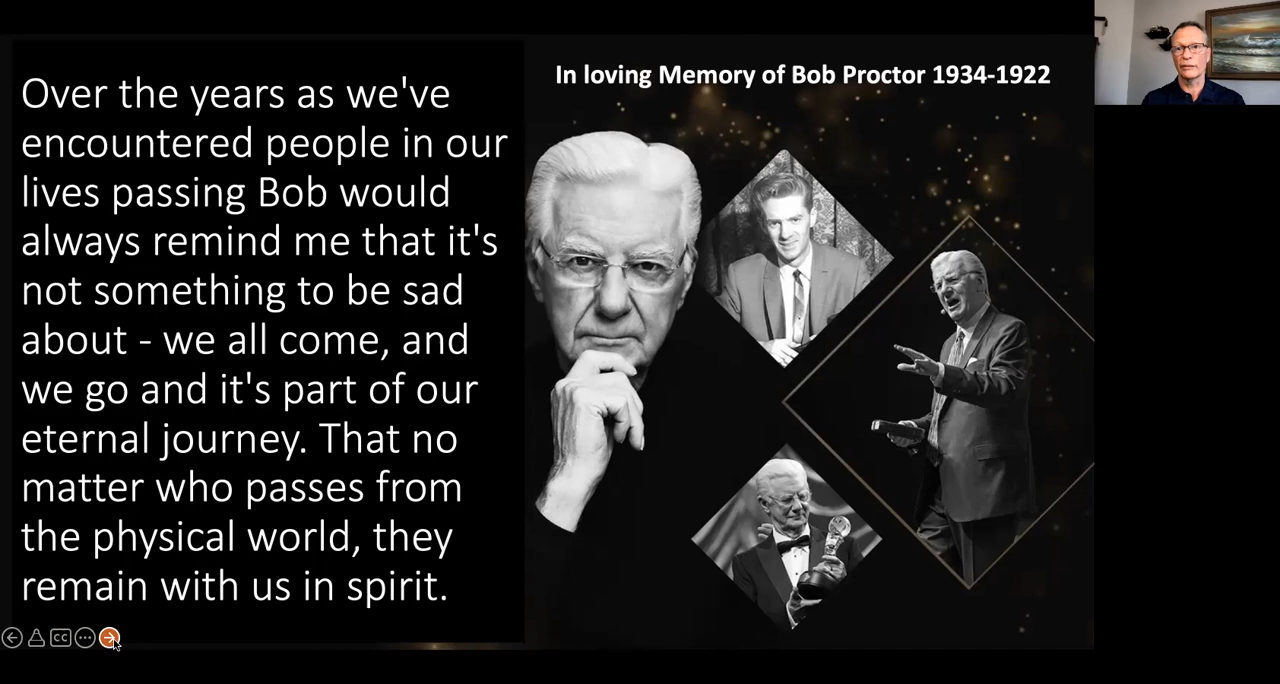 In loving Memory of Bob Proctor 1934-1922
Over the years as we've
encountered people in our
lives passing Bob would
always remind me that it's
not something to be sad
about - we all come, and
we go and it's part of our
eternal journey. That no
matter who passes from
the physical world, they
remain with us in spirit.
CC